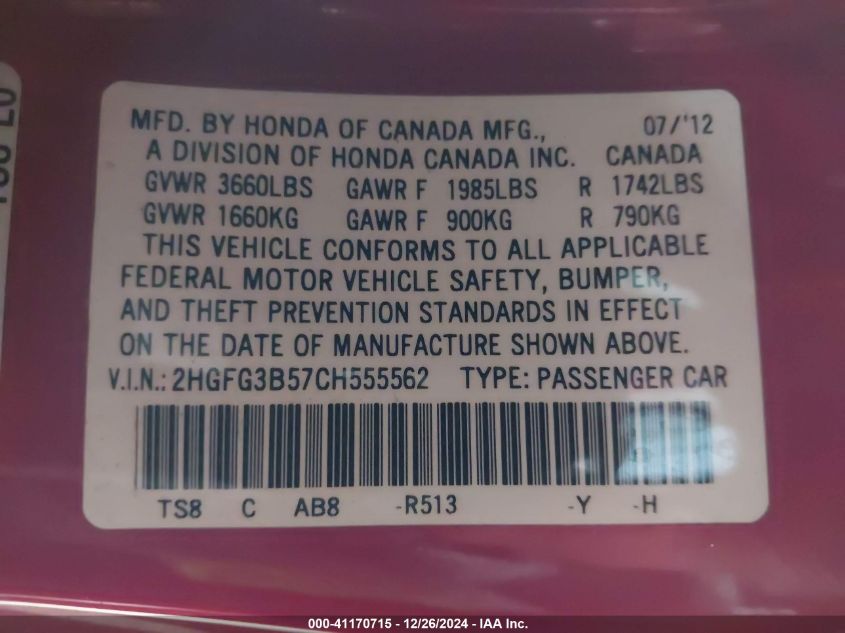 MFD. BY HONDA OF CANADA MFG., 07/'12
A DIVISION OF HONDA CANADA INC. CANADA
GVWR 3660LBS GAWR F 1985LBS R 1742LBS
GVWR 1660KG GAWR F 900KG R 790KG
THIS VEHICLE CONFORMS TO ALL APPLICABLE
FEDERAL MOTOR VEHICLE SAFETY, BUMPER,
AND THEFT PREVENTION STANDARDS IN EFFECT
ON THE DATE OF MANUFACTURE SHOWN ABOVE.
V.I.N.: 2HGFG3B57CH555562 TYPE: PASSENGER CAR
TS8 C AB8 -R513 -Y -H
000-41170715 - 12/26/2024 - IAA Inc.